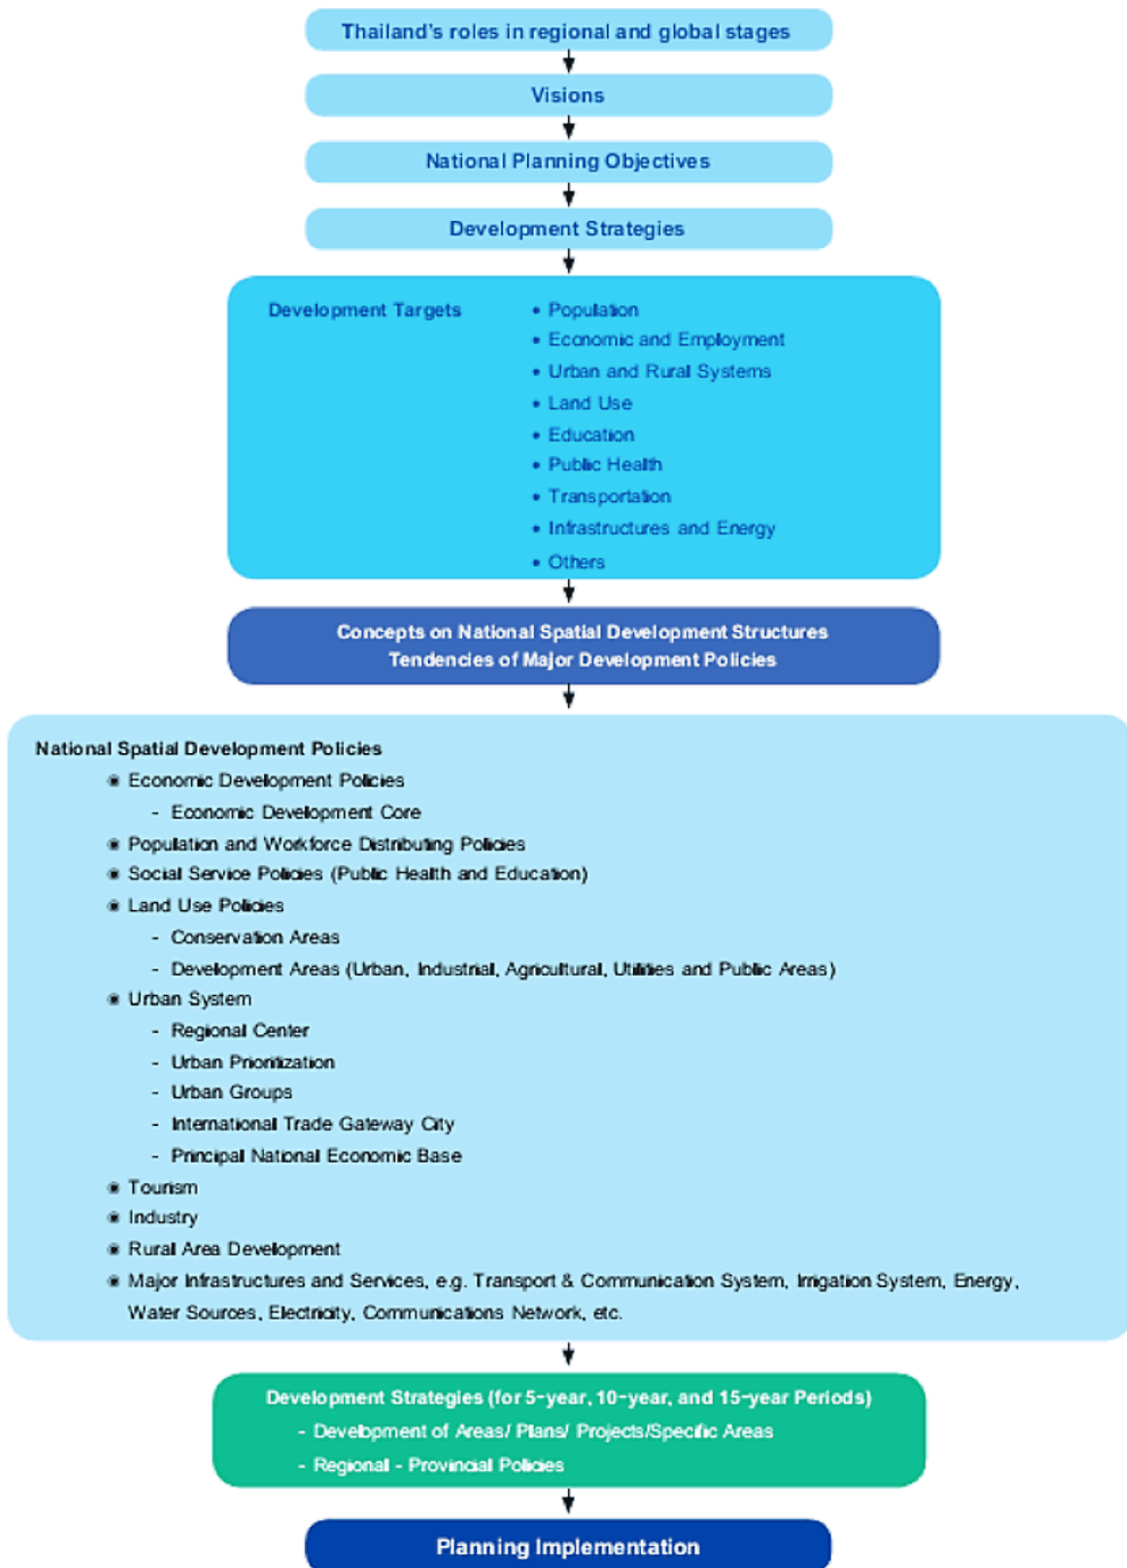 Thailand's roles in regional and global stages
Visions
National Planning Objectives
Development Strategies
Development Targets
• Population
• Economic and Employment
• Urban and Rural Systems
• Land Use
• Education
• Public Health
• Transportation
• Infrastructures and Energy
• Others
Concepts on National Spatial Development Structures
Tendencies of Major Development Policies
National Spatial Development Policies
◉ Economic Development Policies
- Economic Development Core
◉ Population and Workforce Distributing Policies
◉ Social Service Policies (Public Health and Education)
◉ Land Use Policies
- Conservation Areas
- Development Areas (Urban, Industrial, Agricultural, Utilities and Public Areas)
◉ Urban System
- Regional Center
- Urban Prioritization
- Urban Groups
- International Trade Gateway City
- Principal National Economic Base
◉ Tourism
◉ Industry
◉ Rural Area Development
◉ Major Infrastructures and Services, e.g. Transport & Communication System, Irrigation System, Energy,
Water Sources, Electricity, Communications Network, etc.
Development Strategies (for 5-year, 10-year, and 15-year Periods)
- Development of Areas/ Plans/ Projects/Specific Areas
- Regional - Provincial Policies
Planning Implementation